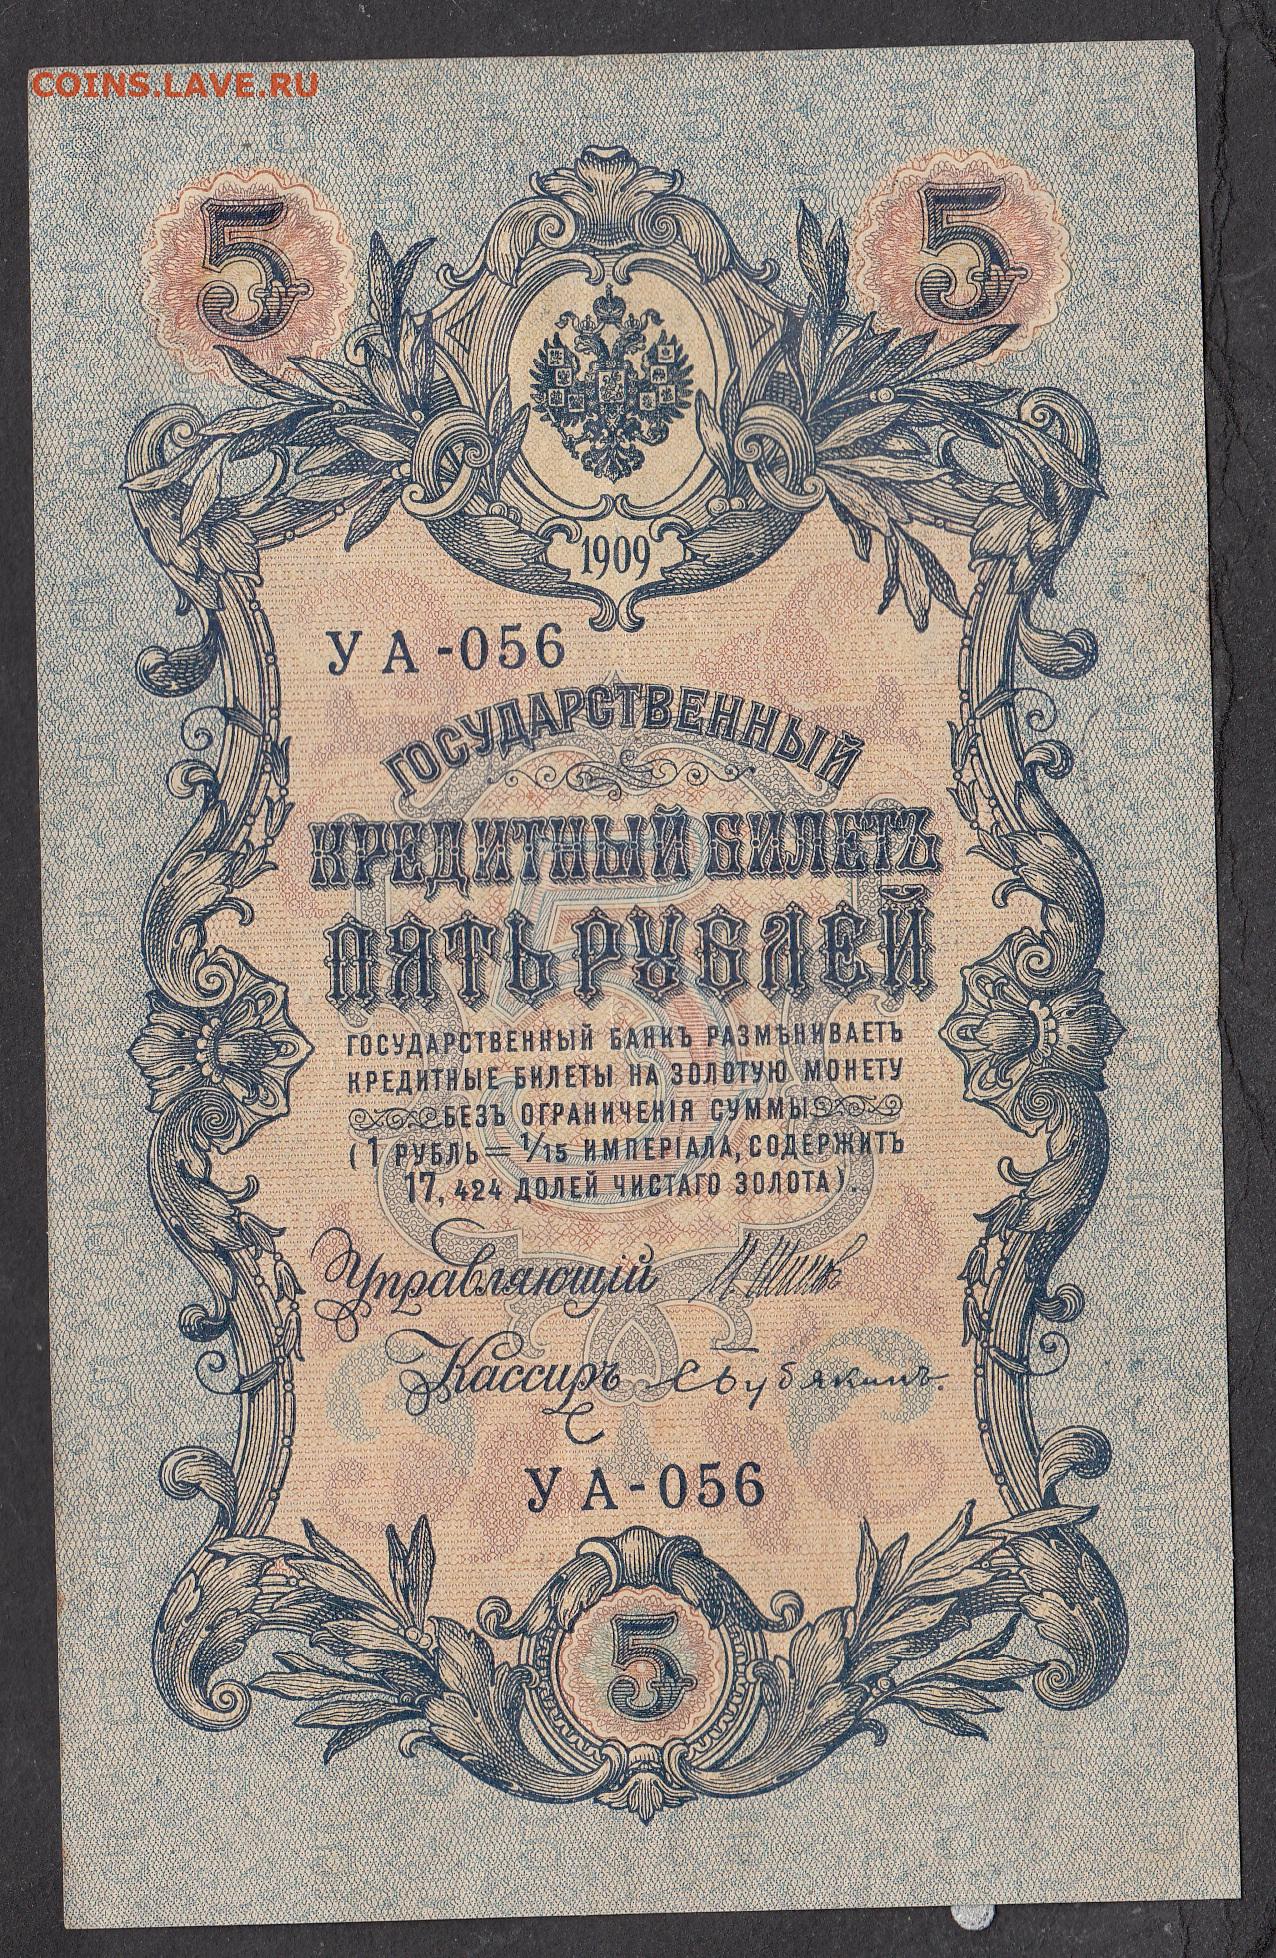 COINS.LAVE.RU
5 5
1909
УА-056
ГОСУДАРСТВЕННЫЙ
КРЕДИТНЫЙ БИЛЕТЪ
ПЯТЬ РУБЛЕЙ
ГОСУДАРСТВЕННЫЙ БАНКЪ РАЗМѢНИВАЕТЪ
КРЕДИТНЫЕ БИЛЕТЫ НА ЗОЛОТУЮ МОНЕТУ
БЕЗЪ ОГРАНИЧЕНІЯ СУММЫ
(1 РУБЛЬ = 1/15 ИМПЕРІАЛА, СОДЕРЖИТЪ
17,424 ДОЛЕЙ ЧИСТАГО ЗОЛОТА).
Управляющій
Кассиръ
УА-056
5